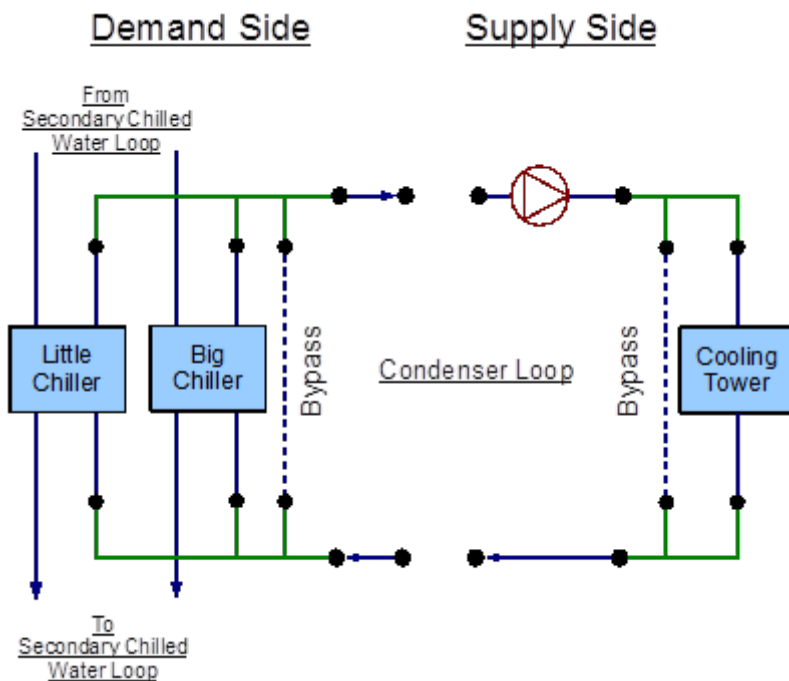 Demand Side
Supply Side
From
Secondary Chilled
Water Loop
Little
Chiller
Big
Chiller
Bypass
Condenser Loop
Bypass
Cooling
Tower
To
Secondary Chilled
Water Loop